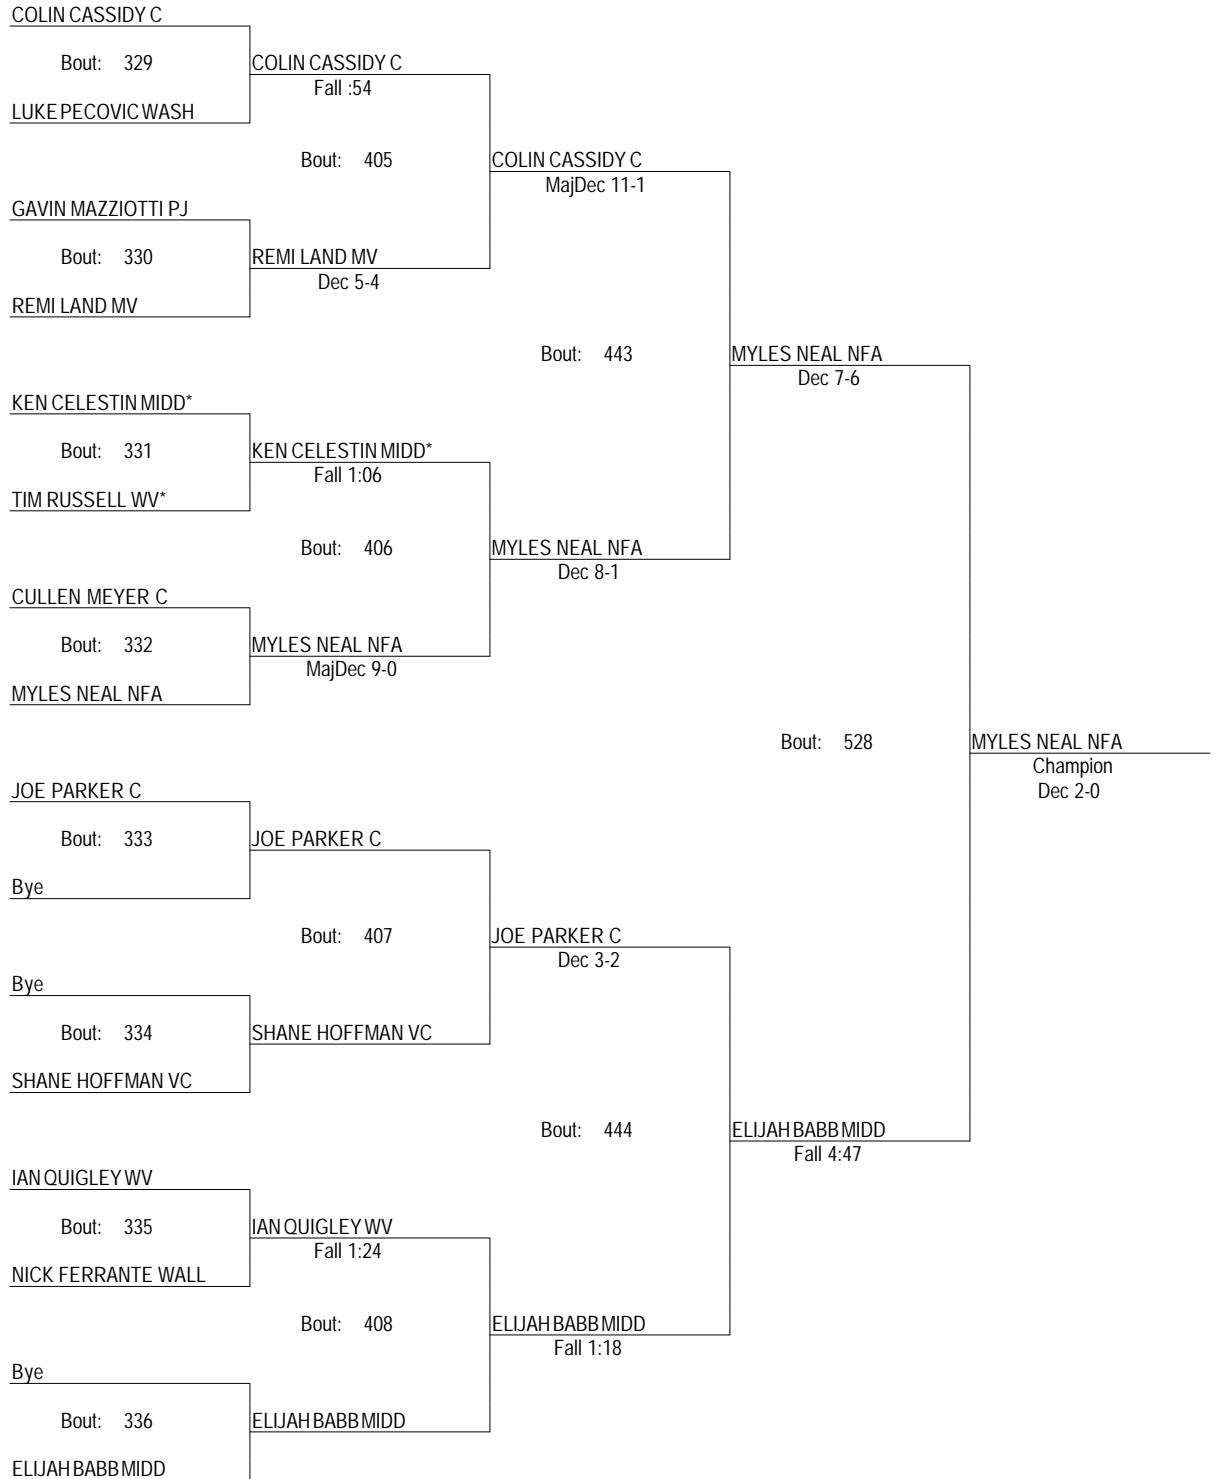 COLIN CASSIDY C
Bout: 329
COLIN CASSIDY C
Fall :54
LUKE PECOVIC WASH
Bout: 405
COLIN CASSIDY C
MajDec 11-1
GAVIN MAZZIOTTI PJ
Bout: 330
REMI LAND MV
Dec 5-4
REMI LAND MV
Bout: 443
MYLES NEAL NFA
Dec 7-6
KEN CELESTIN MIDD*
Bout: 331
KEN CELESTIN MIDD*
Fall 1:06
TIM RUSSELL WV*
Bout: 406
MYLES NEAL NFA
Dec 8-1
CULLEN MEYER C
Bout: 332
MYLES NEAL NFA
MajDec 9-0
MYLES NEAL NFA
Bout: 528
MYLES NEAL NFA
Champion
Dec 2-0
JOE PARKER C
Bout: 333
JOE PARKER C
Bye
Bout: 407
JOE PARKER C
Dec 3-2
Bye
Bout: 334
SHANE HOFFMAN VC
SHANE HOFFMAN VC
Bout: 444
ELIJAH BABB MIDD
Fall 4:47
IAN QUIGLEY WV
Bout: 335
IAN QUIGLEY WV
Fall 1:24
NICK FERRANTE WALL
Bout: 408
ELIJAH BABB MIDD
Fall 1:18
Bye
Bout: 336
ELIJAH BABB MIDD
ELIJAH BABB MIDD